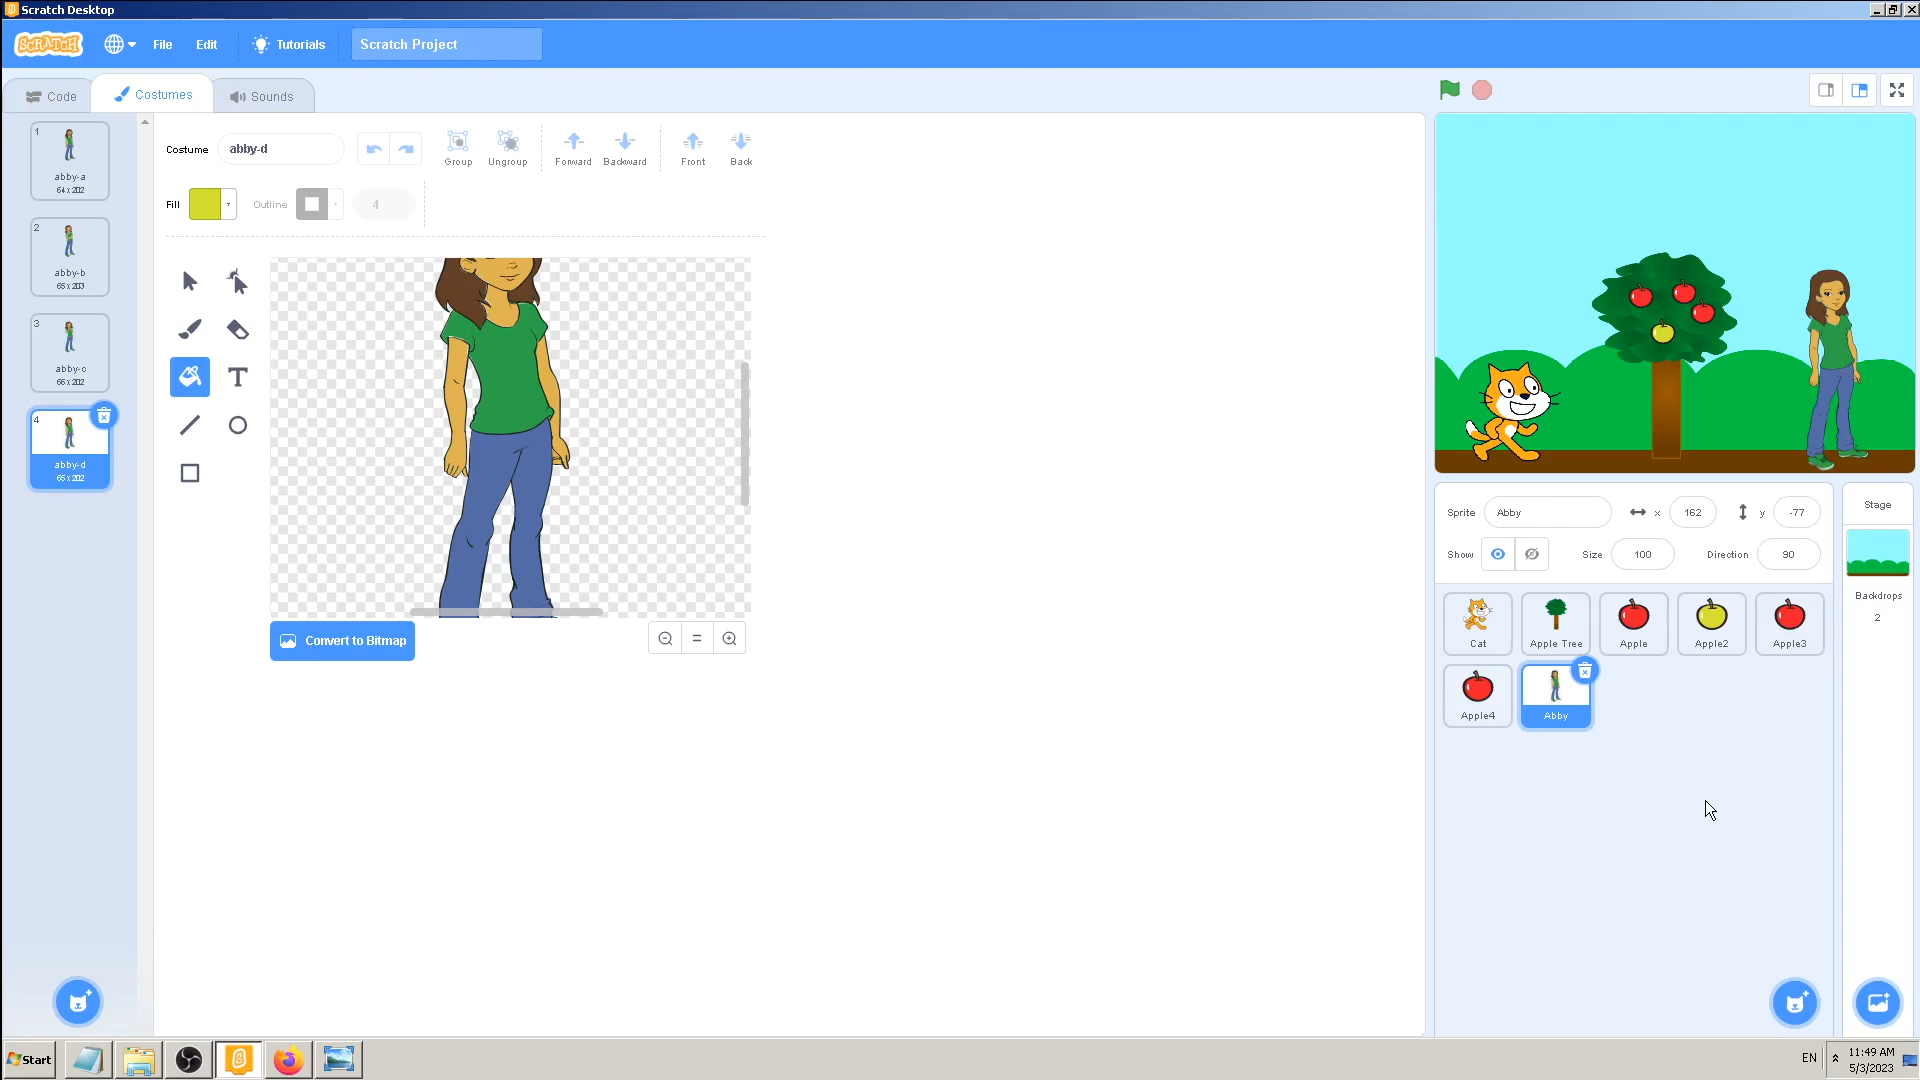 Scratch Desktop
SCRATCH
File
Edit
Tutorials
Scratch Project
Code
Costumes
Sounds
1
abby-a
64 x 202
2
abby-b
65 x 203
3
abby-c
66 x 202
4
abby-d
65 x 202
Costume
abby-d
Group
Ungroup
Forward
Backward
Front
Back
Fill
Outline
4
T
Convert to Bitmap
=
Sprite
Abby
x
162
y
-77
Show
Size
100
Direction
90
Cat
Apple Tree
Apple
Apple2
Apple3
Apple4
Abby
Stage
Backdrops
2
Start
EN
11:49 AM
5/3/2023